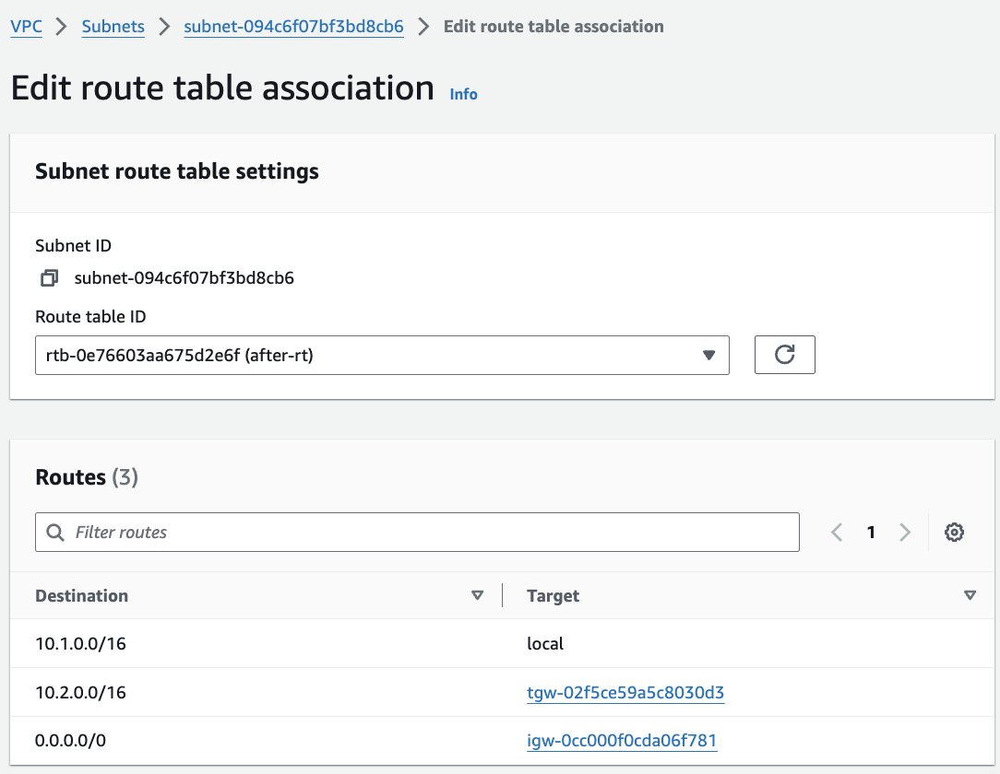 VPC Subnets subnet-094c6f07bf3bd8cb6 Edit route table association
Edit route table association Info
Subnet route table settings
Subnet ID
subnet-094c6f07bf3bd8cb6
Route table ID
rtb-0e76603aa675d2e6f (after-rt)
Routes (3)
Filter routes 1
Destination Target
10.1.0.0/16 local
10.2.0.0/16 tgw-02f5ce59a5c8030d3
0.0.0.0/0 igw-0cc000f0cda06f781